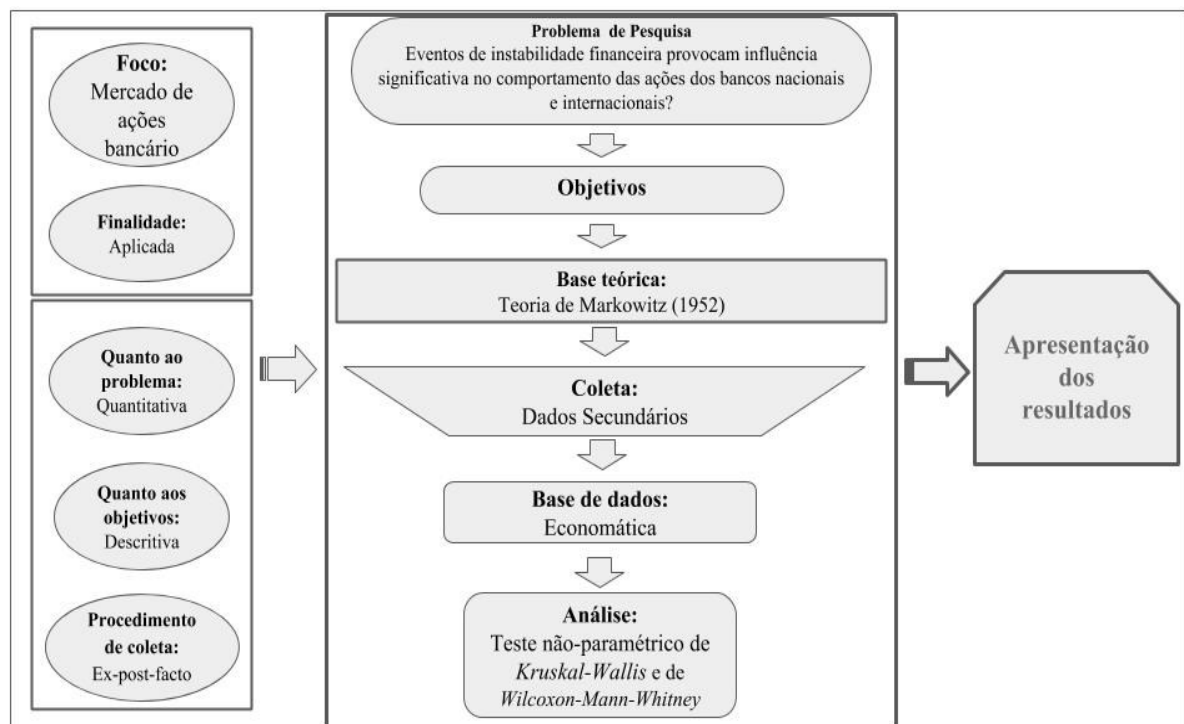 Foco:
Mercado de
ações
bancário
Finalidade:
Aplicada
Quanto ao
problema:
Quantitativa
Quanto aos
objetivos:
Descritiva
Procedimento
de coleta:
Ex-post-facto
Problema de Pesquisa
Eventos de instabilidade financeira provocam influência
significativa no comportamento das ações dos bancos nacionais
e internacionais?
Objetivos
Base teórica:
Teoria de Markowitz (1952)
Coleta:
Dados Secundários
Base de dados:
Economática
Análise:
Teste não-paramétrico de
Kruskal-Wallis e de
Wilcoxon-Mann-Whitney
Apresentação
dos
resultados